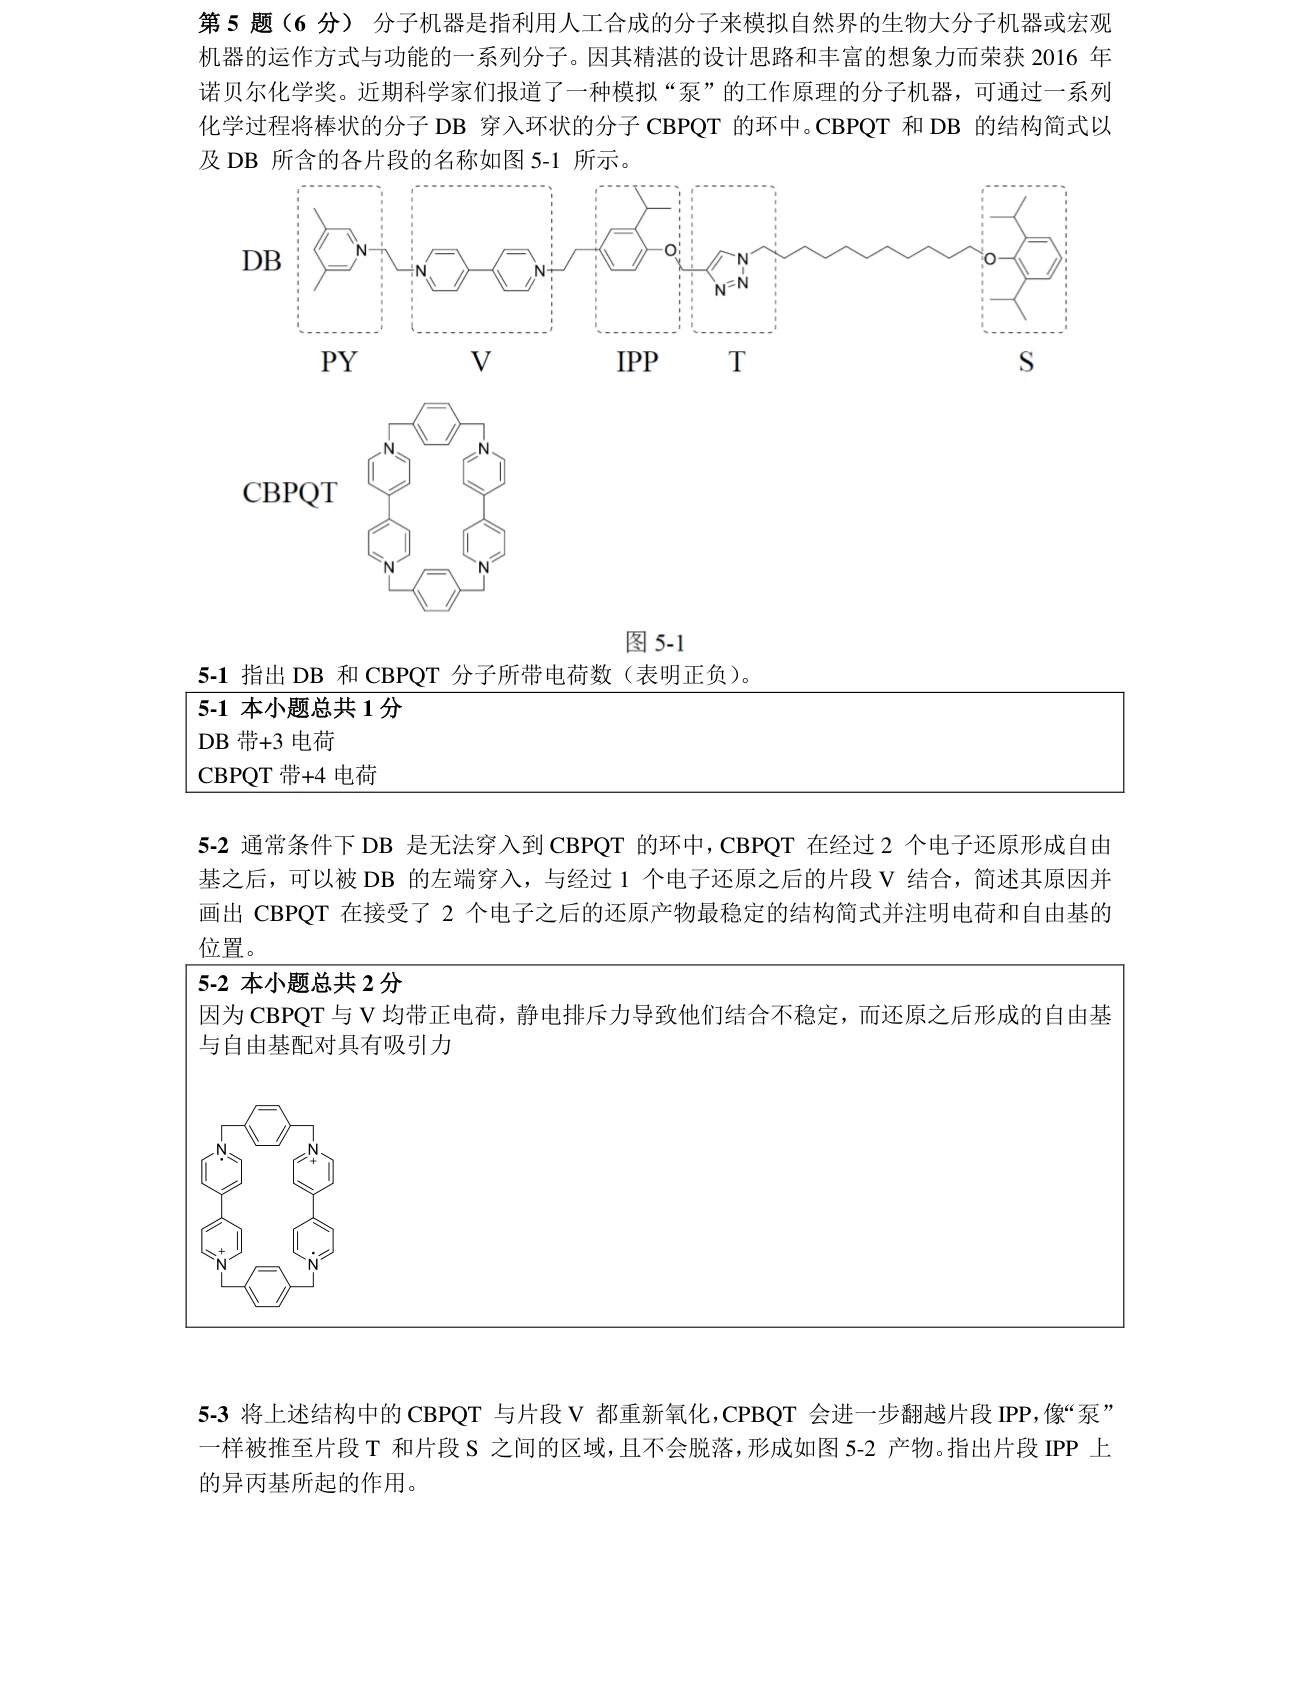 第 5 题（6 分） 分子机器是指利用人工合成的分子来模拟自然界的生物大分子机器或宏观
机器的运作方式与功能的一系列分子。因其精湛的设计思路和丰富的想象力而荣获 2016 年
诺贝尔化学奖。近期科学家们报道了一种模拟“泵”的工作原理的分子机器，可通过一系列
化学过程将棒状的分子 DB 穿入环状的分子 CBPQT 的环中。CBPQT 和 DB 的结构简式以
及 DB 所含的各片段的名称如图 5-1 所示。
DB
N
N
N
O
N
N=N
O
PY V IPP T S
CBPQT
N N
N N
图 5-1
5-1 指出 DB 和 CBPQT 分子所带电荷数（表明正负）。
5-1 本小题总共 1 分
DB 带+3 电荷
CBPQT 带+4 电荷
5-2 通常条件下 DB 是无法穿入到 CBPQT 的环中，CBPQT 在经过 2 个电子还原形成自由
基之后，可以被 DB 的左端穿入，与经过 1 个电子还原之后的片段 V 结合，简述其原因并
画出 CBPQT 在接受了 2 个电子之后的还原产物最稳定的结构简式并注明电荷和自由基的
位置。
5-2 本小题总共 2 分
因为 CBPQT 与 V 均带正电荷，静电排斥力导致他们结合不稳定，而还原之后形成的自由基
与自由基配对具有吸引力
N N
· +
+ ·
N N
5-3 将上述结构中的 CBPQT 与片段 V 都重新氧化，CPBQT 会进一步翻越片段 IPP，像“泵”
一样被推至片段 T 和片段 S 之间的区域，且不会脱落，形成如图 5-2 产物。指出片段 IPP 上
的异丙基所起的作用。